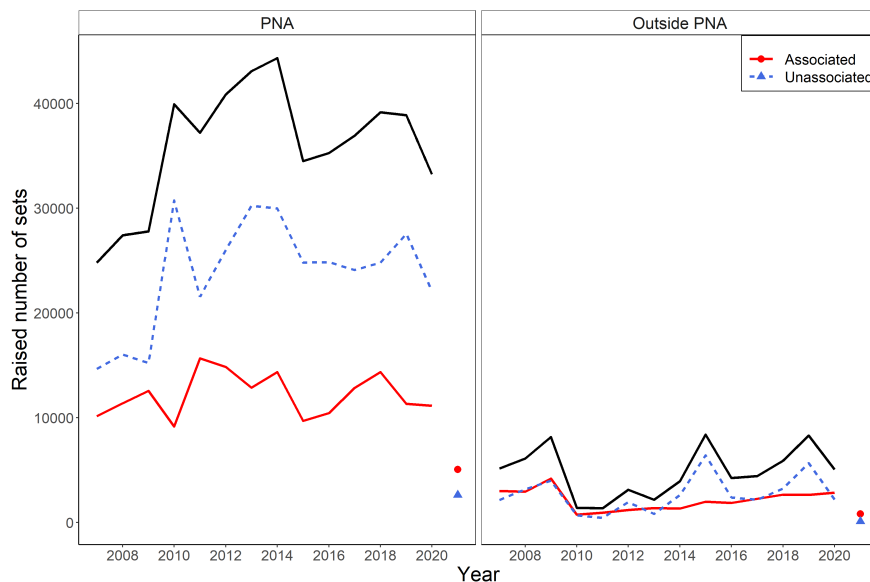 PNA
Outside PNA
Associated
Unassociated
Raised number of sets
40000
30000
20000
10000
0
2008 2010 2012 2014 2016 2018 2020
2008 2010 2012 2014 2016 2018 2020
Year